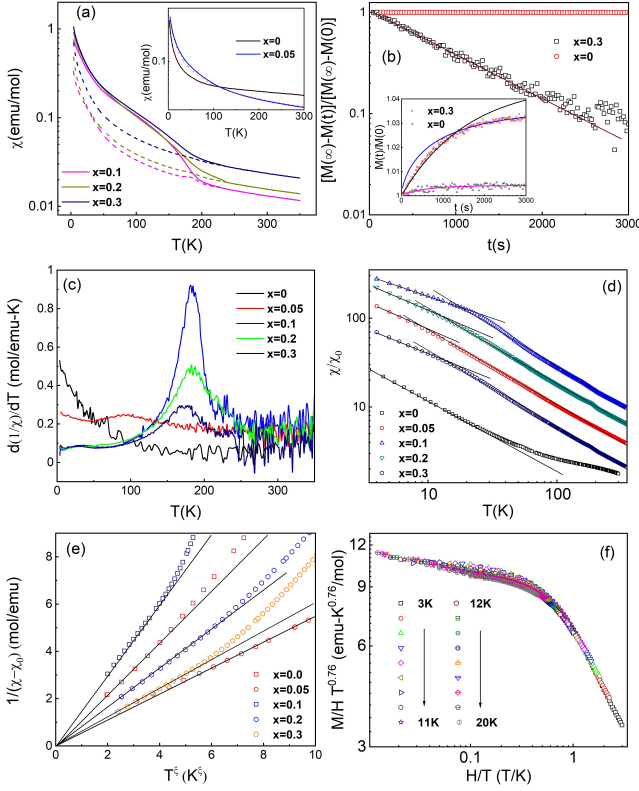 (a)
χ(emu/mol)
1
0.1
0.01
0 50 100 150 200 250 300 350
T(K)
x=0.1
x=0.2
x=0.3
x=0
x=0.05
χ(emu/mol)
0.1
0 100 200 300
T(K)
(b)
[M(∞)-M(t)]/[M(∞)-M(0)]
1
0.1
0.01
0 1000 2000 3000
t(s)
x=0.3
x=0
M(t)/M(0)
1.04
1.03
1.02
1.01
1
0 1000 2000 3000
t (s)
x=0.3
x=0
(c)
d(1/χ)/dT (mol/emu-K)
1.0
0.8
0.6
0.4
0.2
0
0 100 200 300
T(K)
x=0
x=0.05
x=0.1
x=0.2
x=0.3
(d)
χ/χ₀
100
10
10 100
T(K)
x=0
x=0.05
x=0.1
x=0.2
x=0.3
(e)
1/(χ-χ₀) (mol/emu)
8
6
4
2
0
0 2 4 6 8 10
T^ξ (K^ξ)
x=0.0
x=0.05
x=0.1
x=0.2
x=0.3
(f)
M/H T^0.76 (emu-K^0.76/mol)
12
9
6
3
0.1 1
H/T (T/K)
3K 12K
11K 20K